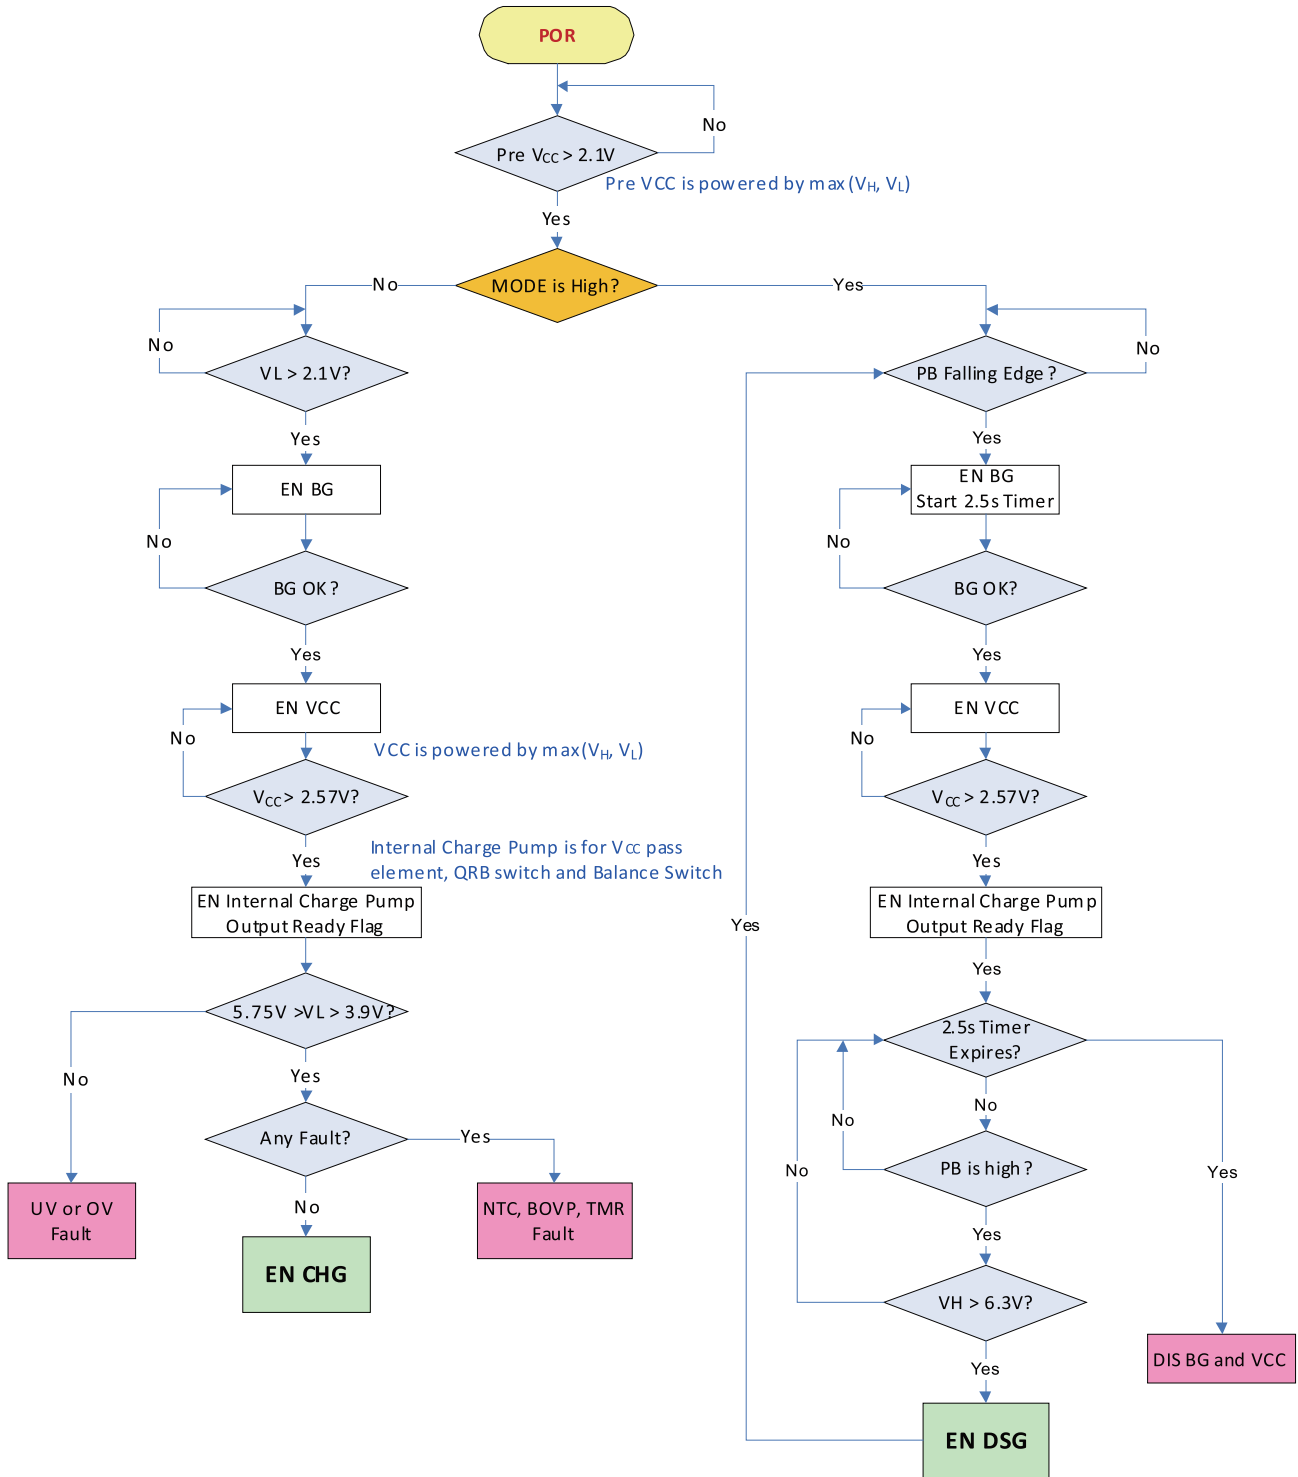 POR
No
Pre VCC > 2.1V
Pre VCC is powered by max(VH, VL)
Yes
No
MODE is High?
Yes
No
VL > 2.1V?
Yes
EN BG
No
BG OK?
Yes
EN VCC
No
VCC is powered by max(VH, VL)
VCC > 2.57V?
Yes
Internal Charge Pump is for VCC pass
element, QRB switch and Balance Switch
EN Internal Charge Pump
Output Ready Flag
5.75V >VL > 3.9V?
No
Yes
Any Fault?
Yes
UV or OV
Fault
No
NTC, BOVP, TMR
Fault
EN CHG
No
PB Falling Edge?
Yes
EN BG
Start 2.5s Timer
No
BG OK?
Yes
EN VCC
No
VCC > 2.57V?
Yes
EN Internal Charge Pump
Output Ready Flag
Yes
Yes
2.5s Timer
Expires?
No
No
PB is high?
No
Yes
Yes
VH > 6.3V?
DIS BG and VCC
Yes
EN DSG